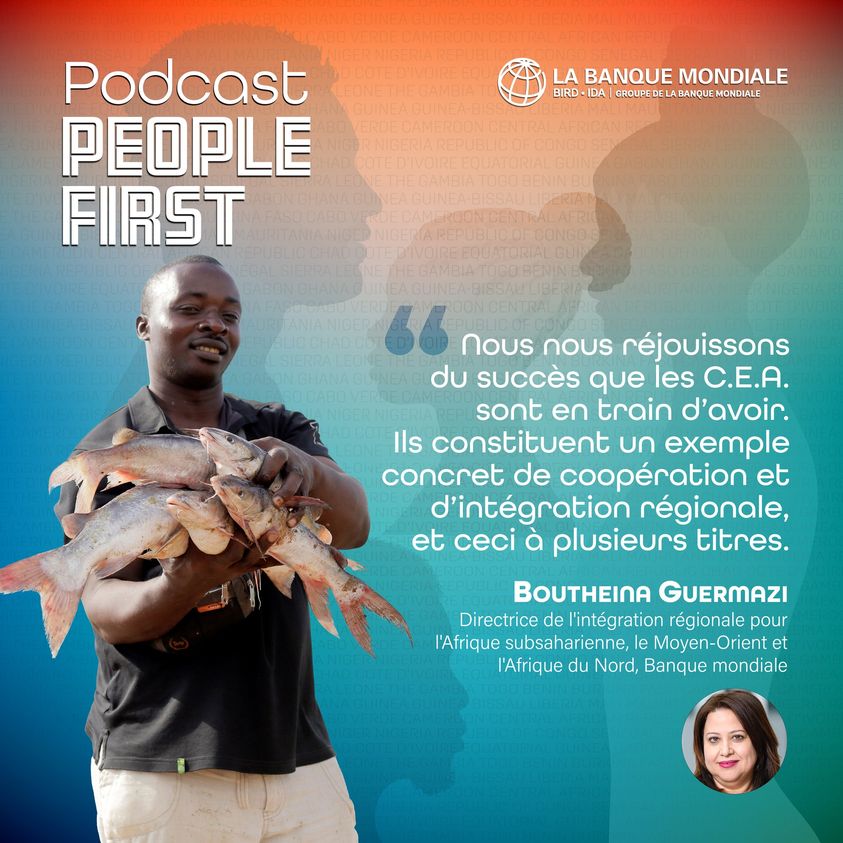 Podcast
PEOPLE
FIRST
LA BANQUE MONDIALE
BIRD • IDA | GROUPE DE LA BANQUE MONDIALE
“ Nous nous réjouissons
du succès que les C.E.A.
sont en train d’avoir.
Ils constituent un exemple
concret de coopération et
d’intégration régionale,
et ceci à plusieurs titres.
BOUTHEINA GUERMAZI
Directrice de l'intégration régionale pour
l'Afrique subsaharienne, le Moyen-Orient et
l'Afrique du Nord, Banque mondiale